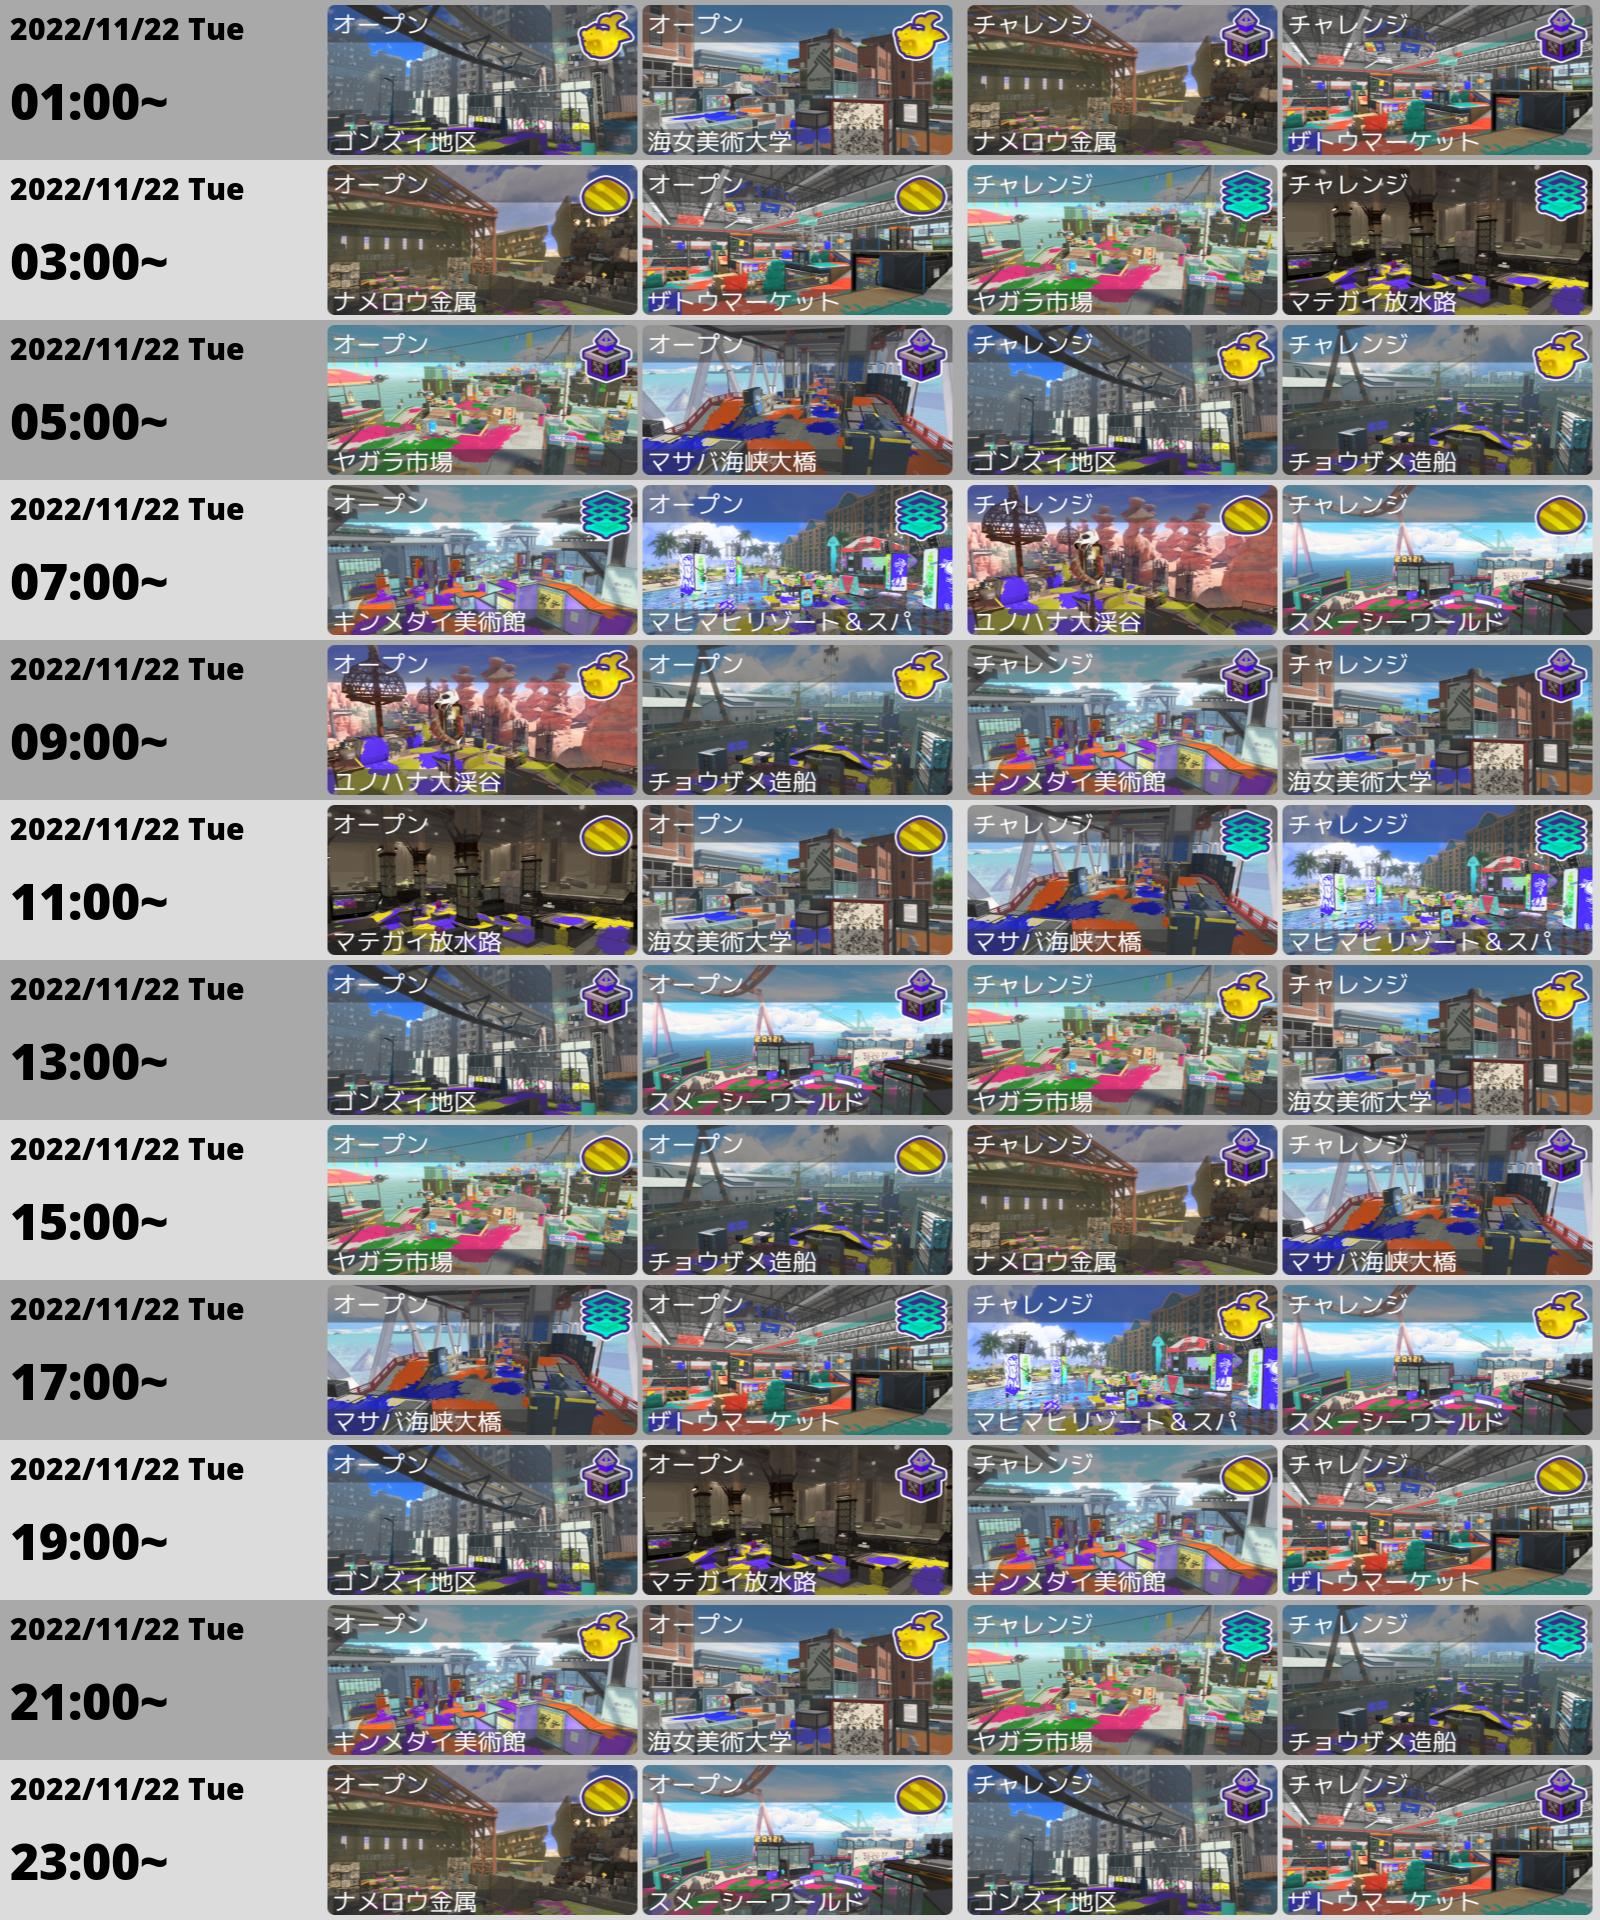 2022/11/22 Tue
01:00~
オープン
ゴンズイ地区
オープン
海女美術大学
チャレンジ
ナメロウ金属
チャレンジ
ザトウマーケット
2022/11/22 Tue
03:00~
オープン
ナメロウ金属
オープン
ザトウマーケット
チャレンジ
ヤガラ市場
チャレンジ
マテガイ放水路
2022/11/22 Tue
05:00~
オープン
ヤガラ市場
オープン
マサバ海峡大橋
チャレンジ
ゴンズイ地区
チャレンジ
チョウザメ造船
2022/11/22 Tue
07:00~
オープン
キンメダイ美術館
オープン
マヒマヒリゾート&スパ
チャレンジ
ユノハナ大渓谷
チャレンジ
スメーシーワールド
2022/11/22 Tue
09:00~
オープン
ユノハナ大渓谷
オープン
チョウザメ造船
チャレンジ
キンメダイ美術館
チャレンジ
海女美術大学
2022/11/22 Tue
11:00~
オープン
マテガイ放水路
オープン
海女美術大学
チャレンジ
マサバ海峡大橋
チャレンジ
マヒマヒリゾート&スパ
2022/11/22 Tue
13:00~
オープン
ゴンズイ地区
オープン
スメーシーワールド
チャレンジ
ヤガラ市場
チャレンジ
海女美術大学
2022/11/22 Tue
15:00~
オープン
ヤガラ市場
オープン
チョウザメ造船
チャレンジ
ナメロウ金属
チャレンジ
マサバ海峡大橋
2022/11/22 Tue
17:00~
オープン
マサバ海峡大橋
オープン
ザトウマーケット
チャレンジ
マヒマヒリゾート&スパ
チャレンジ
スメーシーワールド
2022/11/22 Tue
19:00~
オープン
ゴンズイ地区
オープン
マテガイ放水路
チャレンジ
キンメダイ美術館
チャレンジ
ザトウマーケット
2022/11/22 Tue
21:00~
オープン
キンメダイ美術館
オープン
海女美術大学
チャレンジ
ヤガラ市場
チャレンジ
チョウザメ造船
2022/11/22 Tue
23:00~
オープン
ナメロウ金属
オープン
スメーシーワールド
チャレンジ
ゴンズイ地区
チャレンジ
ザトウマーケット